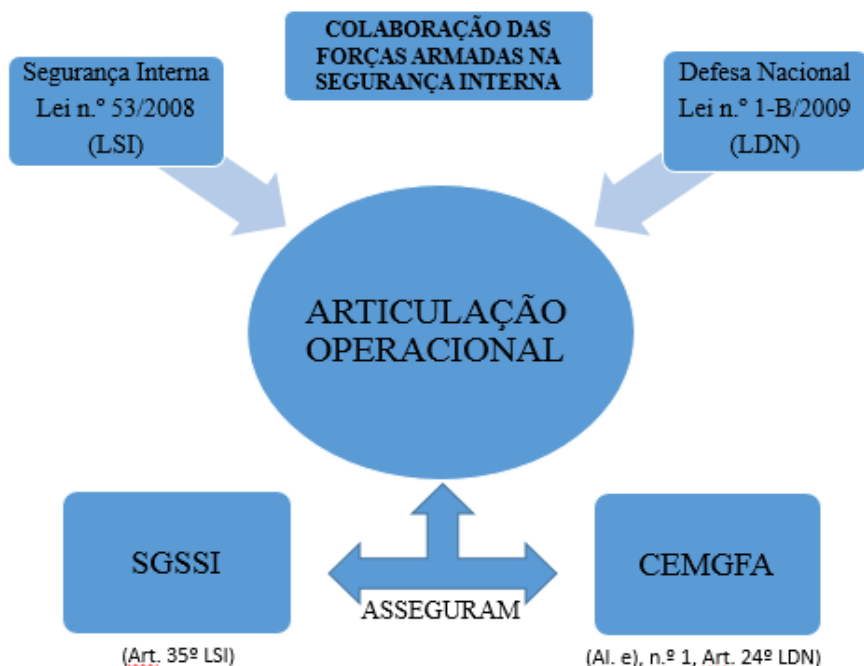 COLABORAÇÃO DAS
FORÇAS ARMADAS NA
SEGURANÇA INTERNA
Segurança Interna
Lei n.º 53/2008
(LSI)
Defesa Nacional
Lei n.º 1-B/2009
(LDN)
ARTICULAÇÃO
OPERACIONAL
SGSSI
CEMGFA
ASSEGURAM
(Art. 35º LSI)
(Al. e), n.º 1, Art. 24º LDN)